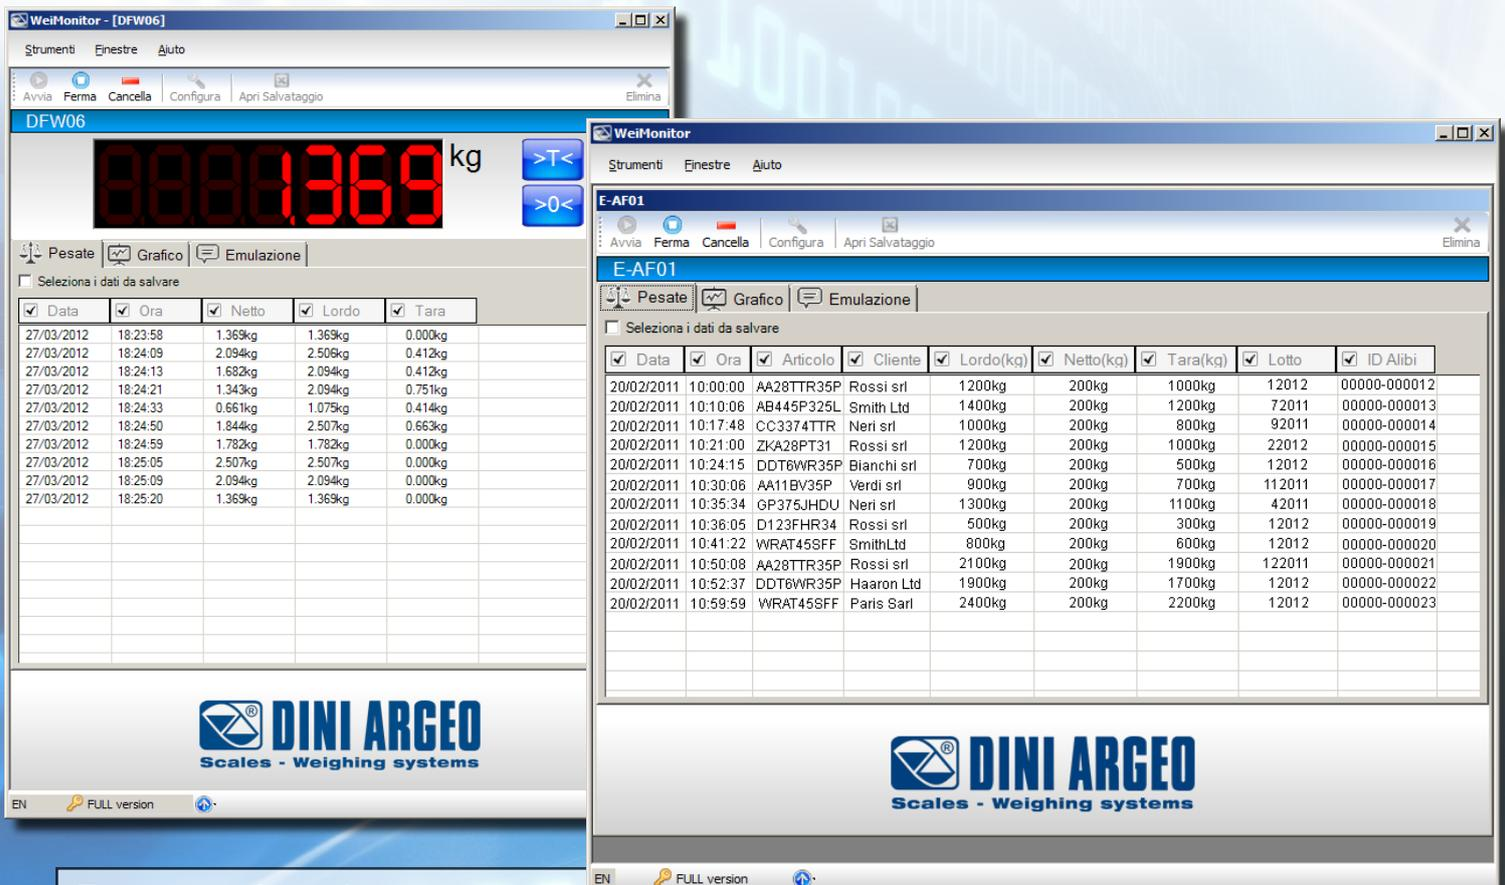 WeiMonitor - [DFW06]
Strumenti Finestre Aiuto
Avvia Ferma Cancella Configura Apri Salvataggio Elimina
DFW06
1.369 kg >T<
>0<
Pesate Grafico Emulazione
Seleziona i dati da salvare
Data Ora Netto Lordo Tara
27/03/2012 18:23:58 1.369kg 1.369kg 0.000kg
27/03/2012 18:24:09 2.094kg 2.506kg 0.412kg
27/03/2012 18:24:13 1.682kg 2.094kg 0.412kg
27/03/2012 18:24:21 1.343kg 2.094kg 0.751kg
27/03/2012 18:24:33 0.661kg 1.075kg 0.414kg
27/03/2012 18:24:50 1.844kg 2.507kg 0.663kg
27/03/2012 18:24:59 1.782kg 1.782kg 0.000kg
27/03/2012 18:25:05 2.507kg 2.507kg 0.000kg
27/03/2012 18:25:09 2.094kg 2.094kg 0.000kg
27/03/2012 18:25:20 1.369kg 1.369kg 0.000kg
® DINI ARGEO
Scales - Weighing systems
EN FULL version
WeiMonitor
Strumenti Finestre Aiuto
E-AF01
Avvia Ferma Cancella Configura Apri Salvataggio Elimina
E-AF01
Pesate Grafico Emulazione
Seleziona i dati da salvare
Data Ora Articolo Cliente Lordo(kg) Netto(kg) Tara(kg) Lotto ID Alibi
20/02/2011 10:00:00 AA28TTR35P Rossi srl 1200kg 200kg 1000kg 12012 00000-000012
20/02/2011 10:10:06 AB445P325L Smith Ltd 1400kg 200kg 1200kg 72011 00000-000013
20/02/2011 10:17:48 CC3374TTR Neri srl 1000kg 200kg 800kg 92011 00000-000014
20/02/2011 10:21:00 ZKA28PT31 Rossi srl 1200kg 200kg 1000kg 22012 00000-000015
20/02/2011 10:24:15 DDT6WR35P Bianchi srl 700kg 200kg 500kg 12012 00000-000016
20/02/2011 10:30:06 AA11BV35P Verdi srl 900kg 200kg 700kg 112011 00000-000017
20/02/2011 10:35:34 GP375JHDU Neri srl 1300kg 200kg 1100kg 42011 00000-000018
20/02/2011 10:36:05 D123FHR34 Rossi srl 500kg 200kg 300kg 12012 00000-000019
20/02/2011 10:41:22 WRAT45SFF SmithLtd 800kg 200kg 600kg 12012 00000-000020
20/02/2011 10:50:08 AA28TTR35P Rossi srl 2100kg 200kg 1900kg 122011 00000-000021
20/02/2011 10:52:37 DDT6WR35P Haaron Ltd 1900kg 200kg 1700kg 12012 00000-000022
20/02/2011 10:59:59 WRAT45SFF Paris Sarl 2400kg 200kg 2200kg 12012 00000-000023
® DINI ARGEO
Scales - Weighing systems
EN FULL version